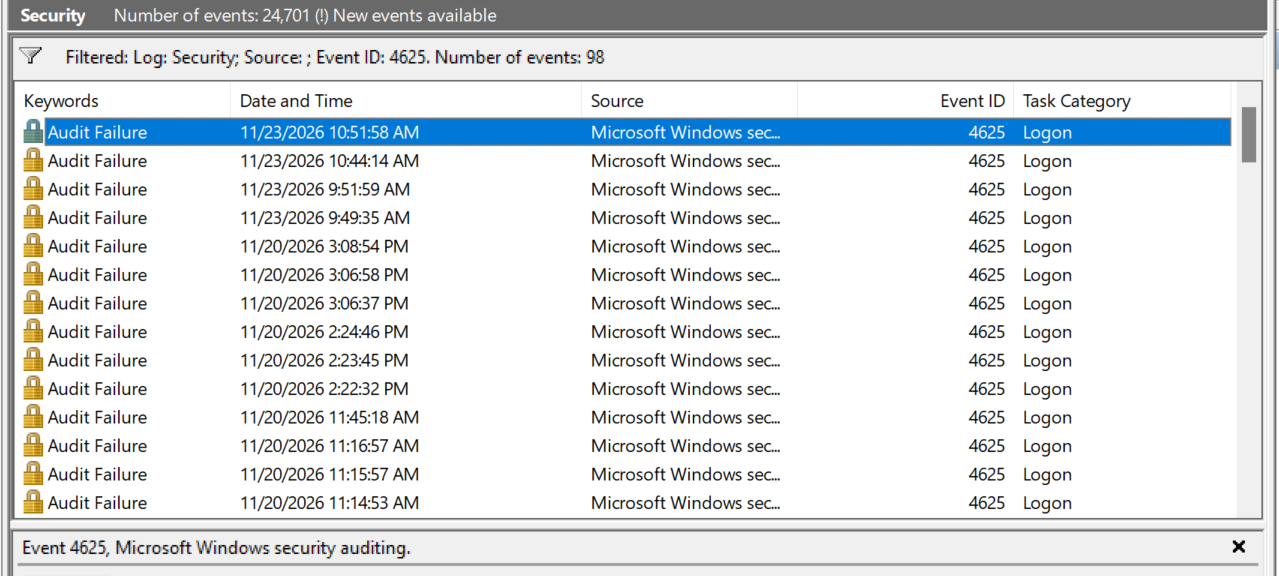 Security Number of events: 24,701 (!) New events available
Filtered: Log: Security; Source: ; Event ID: 4625. Number of events: 98
Keywords Date and Time Source Event ID Task Category
Audit Failure 11/23/2026 10:51:58 AM Microsoft Windows sec... 4625 Logon
Audit Failure 11/23/2026 10:44:14 AM Microsoft Windows sec... 4625 Logon
Audit Failure 11/23/2026 9:51:59 AM Microsoft Windows sec... 4625 Logon
Audit Failure 11/23/2026 9:49:35 AM Microsoft Windows sec... 4625 Logon
Audit Failure 11/20/2026 3:08:54 PM Microsoft Windows sec... 4625 Logon
Audit Failure 11/20/2026 3:06:58 PM Microsoft Windows sec... 4625 Logon
Audit Failure 11/20/2026 3:06:37 PM Microsoft Windows sec... 4625 Logon
Audit Failure 11/20/2026 2:24:46 PM Microsoft Windows sec... 4625 Logon
Audit Failure 11/20/2026 2:23:45 PM Microsoft Windows sec... 4625 Logon
Audit Failure 11/20/2026 2:22:32 PM Microsoft Windows sec... 4625 Logon
Audit Failure 11/20/2026 11:45:18 AM Microsoft Windows sec... 4625 Logon
Audit Failure 11/20/2026 11:16:57 AM Microsoft Windows sec... 4625 Logon
Audit Failure 11/20/2026 11:15:57 AM Microsoft Windows sec... 4625 Logon
Audit Failure 11/20/2026 11:14:53 AM Microsoft Windows sec... 4625 Logon
Event 4625, Microsoft Windows security auditing.